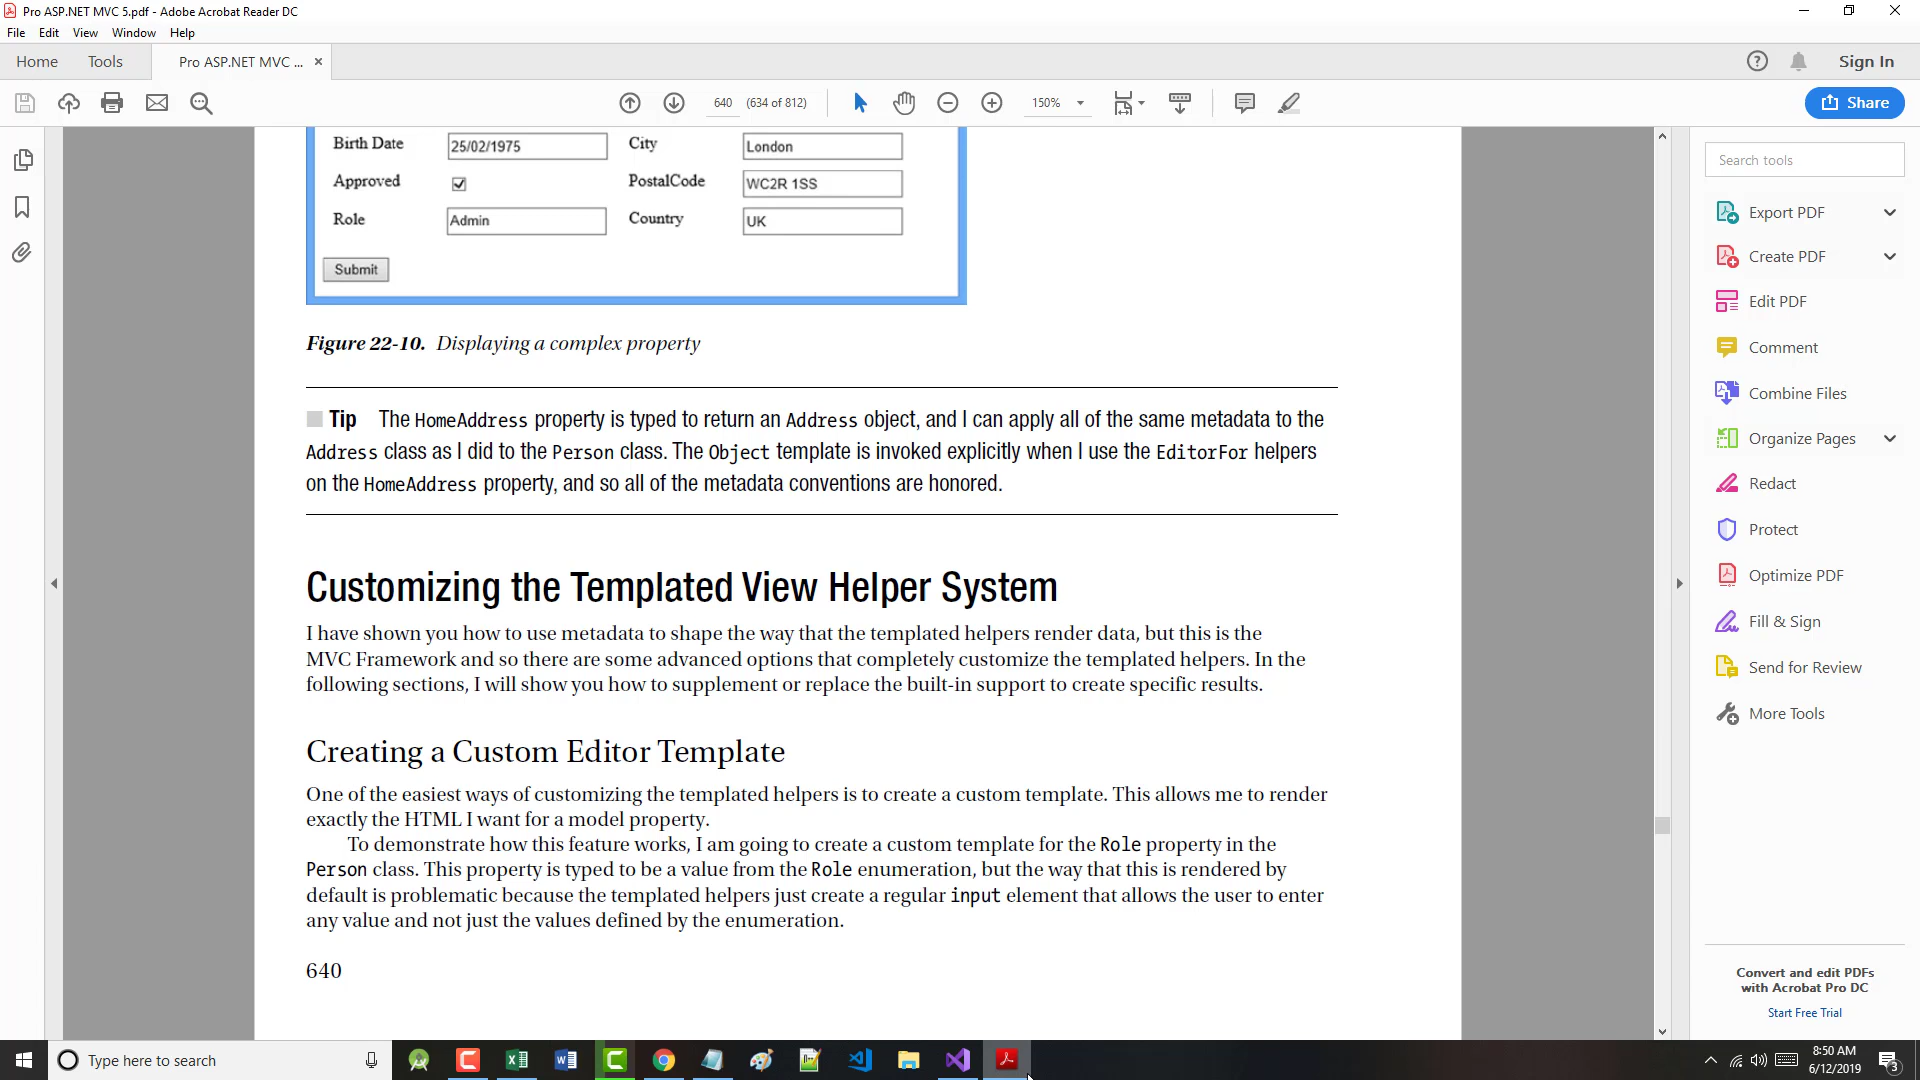 Pro ASP.NET MVC 5.pdf - Adobe Acrobat Reader DC
File Edit View Window Help
Home Tools Pro ASP.NET MVC ... × Sign In
640 (634 of 812) 150% Share
Birth Date 25/02/1975 City London
Approved PostalCode WC2R 1SS
Role Admin Country UK
Submit
Figure 22-10. Displaying a complex property
Tip The HomeAddress property is typed to return an Address object, and I can apply all of the same metadata to the
Address class as I did to the Person class. The Object template is invoked explicitly when I use the EditorFor helpers
on the HomeAddress property, and so all of the metadata conventions are honored.
Customizing the Templated View Helper System
I have shown you how to use metadata to shape the way that the templated helpers render data, but this is the
MVC Framework and so there are some advanced options that completely customize the templated helpers. In the
following sections, I will show you how to supplement or replace the built-in support to create specific results.
Creating a Custom Editor Template
One of the easiest ways of customizing the templated helpers is to create a custom template. This allows me to render
exactly the HTML I want for a model property.
To demonstrate how this feature works, I am going to create a custom template for the Role property in the
Person class. This property is typed to be a value from the Role enumeration, but the way that this is rendered by
default is problematic because the templated helpers just create a regular input element that allows the user to enter
any value and not just the values defined by the enumeration.
640
Search tools
Export PDF
Create PDF
Edit PDF
Comment
Combine Files
Organize Pages
Redact
Protect
Optimize PDF
Fill & Sign
Send for Review
More Tools
Convert and edit PDFs
with Acrobat Pro DC
Start Free Trial
Type here to search
8:50 AM
6/12/2019
3